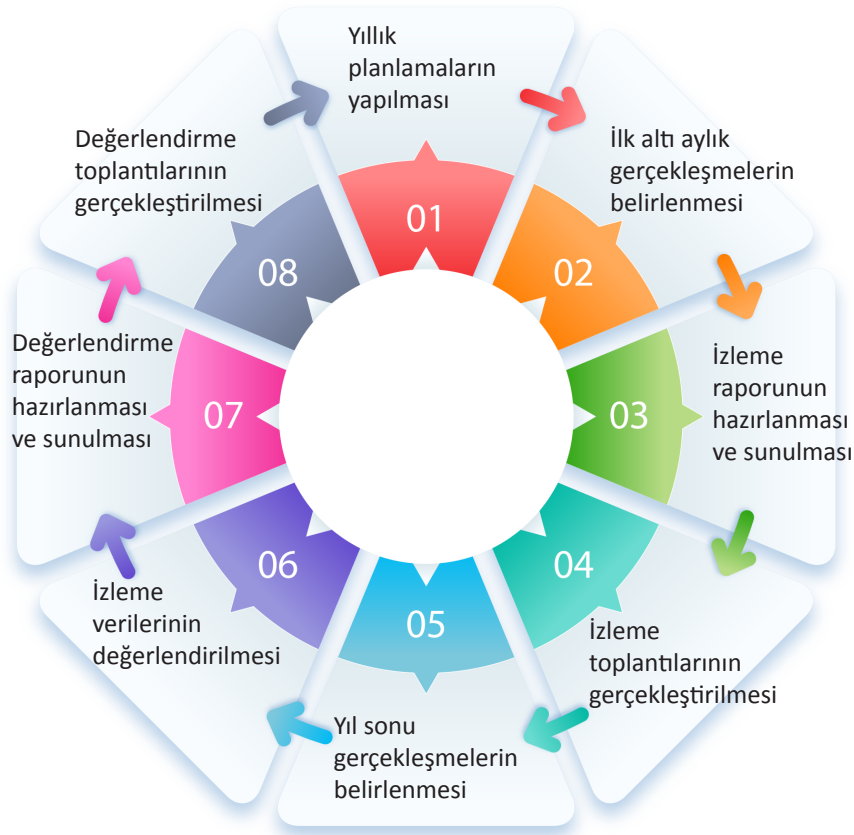 01
Yıllık
planlamaların
yapılması
02
İlk altı aylık
gerçekleşmelerin
belirlenmesi
03
İzleme
raporunun
hazırlanması
ve sunulması
04
İzleme
toplantılarının
gerçekleştirilmesi
05
Yıl sonu
gerçekleşmelerin
belirlenmesi
06
İzleme
verilerinin
değerlendirilmesi
07
Değerlendirme
raporunun
hazırlanması
ve sunulması
08
Değerlendirme
toplantılarının
gerçekleştirilmesi